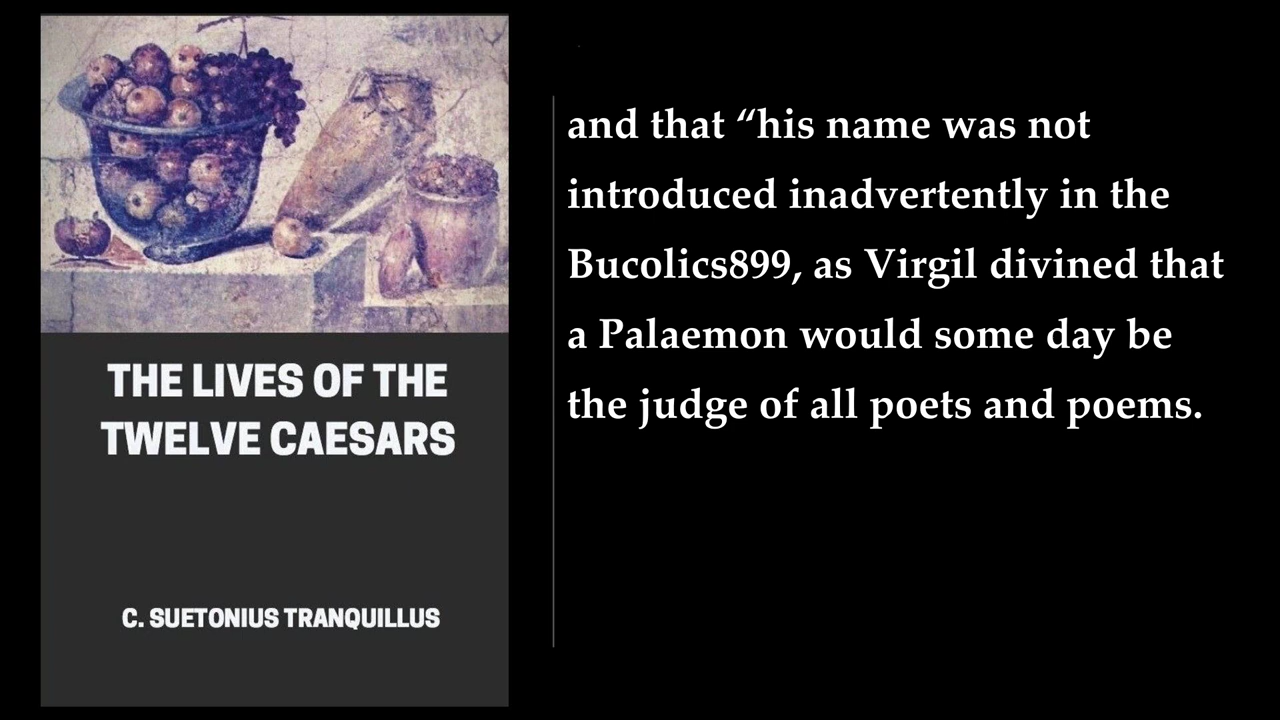 THE LIVES OF THE
TWELVE CAESARS
C. SUETONIUS TRANQUILLUS
and that “his name was not
introduced inadvertently in the
Bucolics899, as Virgil divined that
a Palaemon would some day be
the judge of all poets and poems.